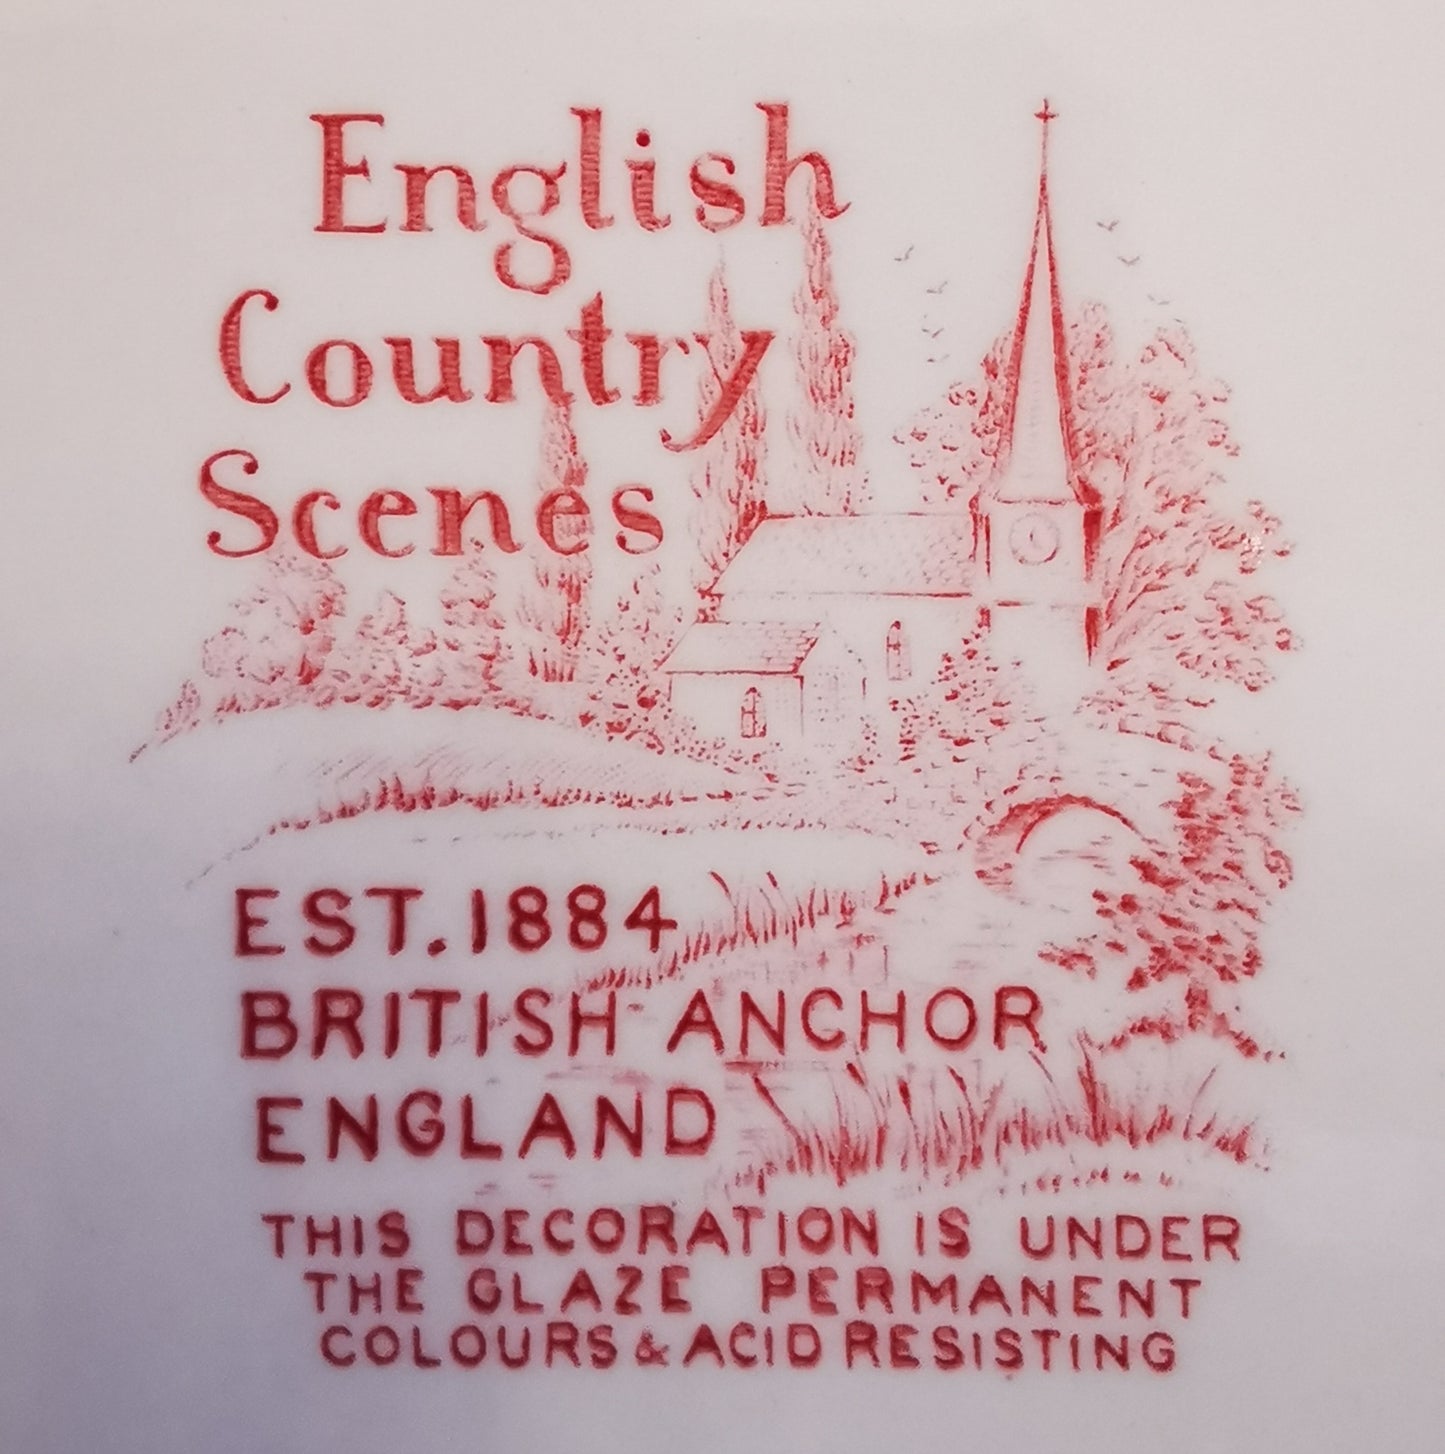 English
Country
Scenes
EST. 1884
BRITISH ANCHOR
ENGLAND
THIS DECORATION IS UNDER
THE GLAZE PERMANENT
COLOURS & ACID RESISTING